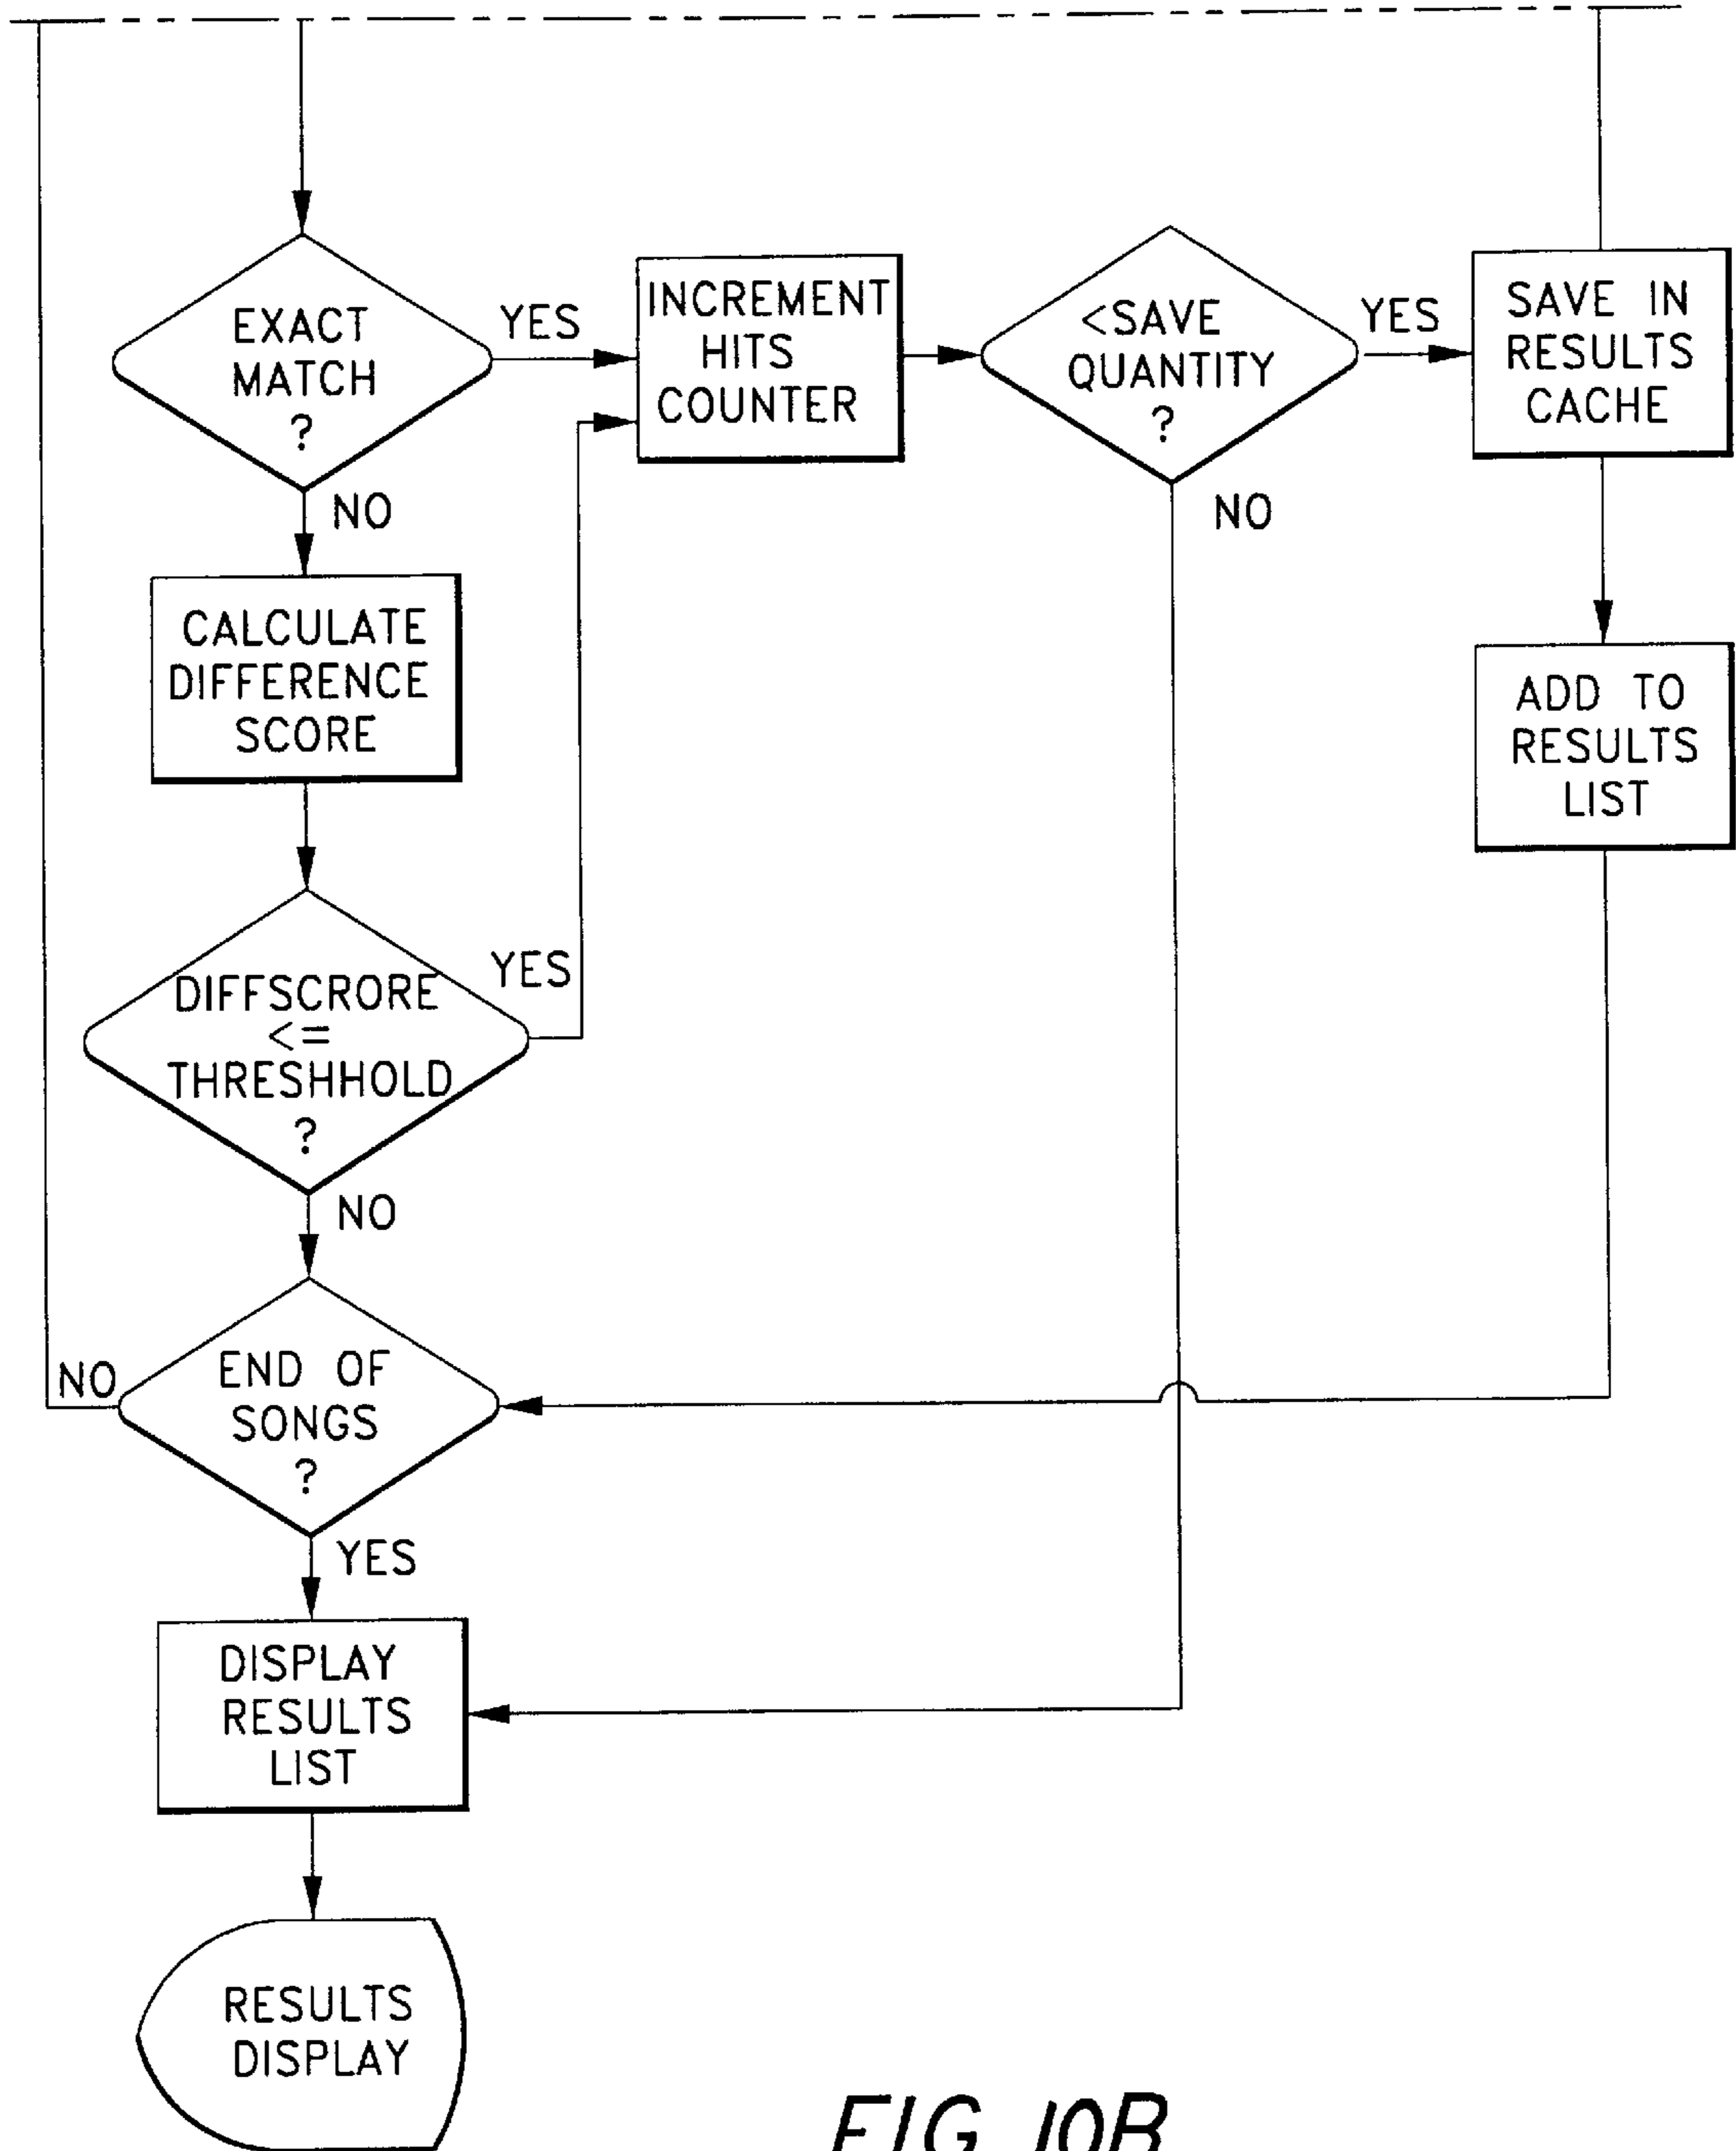 EXACT
MATCH
?
YES
NO
INCREMENT
HITS
COUNTER
<SAVE
QUANTITY
?
YES
NO
SAVE IN
RESULTS
CACHE
ADD TO
RESULTS
LIST
CALCULATE
DIFFERENCE
SCORE
DIFFSCRORE
<=
THRESHHOLD
?
YES
NO
END OF
SONGS
?
NO
YES
DISPLAY
RESULTS
LIST
RESULTS
DISPLAY
FIG. 10B